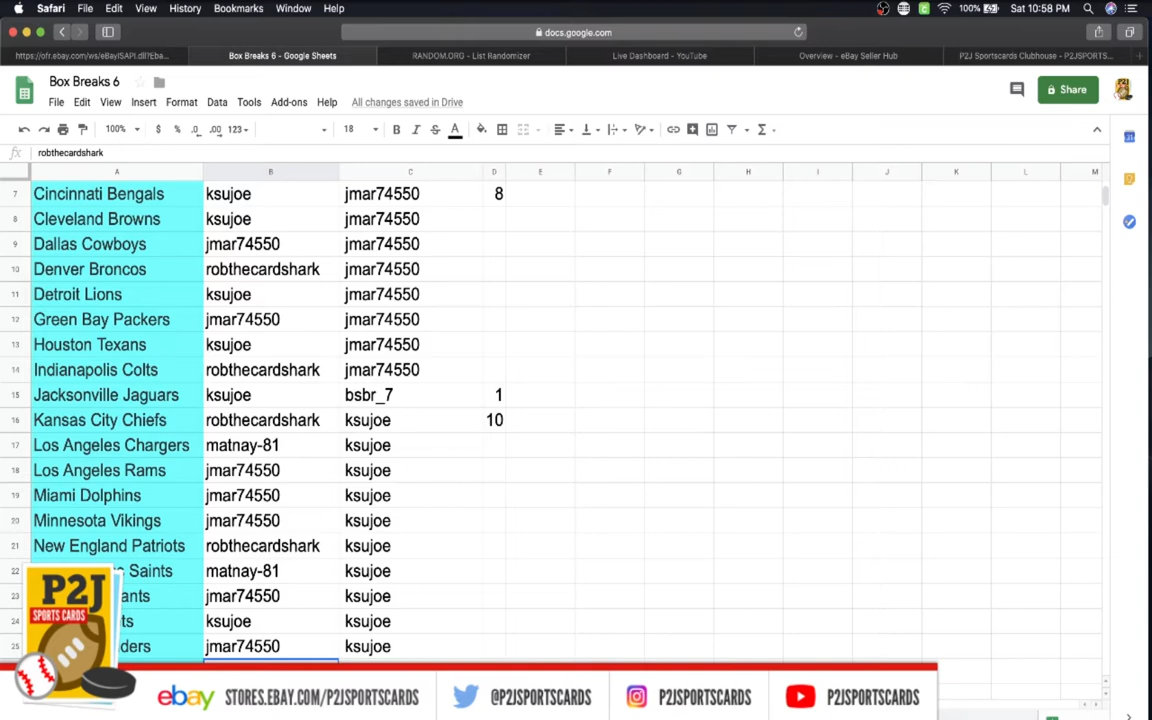 Safari File Edit View History Bookmarks Window Help 100% Sat 10:58 PM
docs.google.com
https://ofr.ebay.com/ws/eBayISAPI.dll?Eba... Box Breaks 6 - Google Sheets RANDOM.ORG - List Randomizer Live Dashboard - YouTube Overview - eBay Seller Hub P2J Sportscards Clubhouse - P2JSPORTS...
Box Breaks 6
File Edit View Insert Format Data Tools Add-ons Help All changes saved in Drive Share
100% $ % .0 .00 123 18 B I S A
fx robthecardshark
A B C D E F G H I J K L M
7 Cincinnati Bengals ksujoe jmar74550 8
8 Cleveland Browns ksujoe jmar74550
9 Dallas Cowboys jmar74550 jmar74550
10 Denver Broncos robthecardshark jmar74550
11 Detroit Lions ksujoe jmar74550
12 Green Bay Packers jmar74550 jmar74550
13 Houston Texans ksujoe jmar74550
14 Indianapolis Colts robthecardshark jmar74550
15 Jacksonville Jaguars ksujoe bsbr_7 1
16 Kansas City Chiefs robthecardshark ksujoe 10
17 Los Angeles Chargers matnay-81 ksujoe
18 Los Angeles Rams jmar74550 ksujoe
19 Miami Dolphins jmar74550 ksujoe
20 Minnesota Vikings jmar74550 ksujoe
21 New England Patriots robthecardshark ksujoe
22 Saints matnay-81 ksujoe
23 ants jmar74550 ksujoe
24 ts ksujoe ksujoe
25 ders jmar74550 ksujoe
P2J
SPORTS CARDS
ebay STORES.EBAY.COM/P2JSPORTSCARDS @P2JSPORTSCARDS P2JSPORTSCARDS P2JSPORTSCARDS